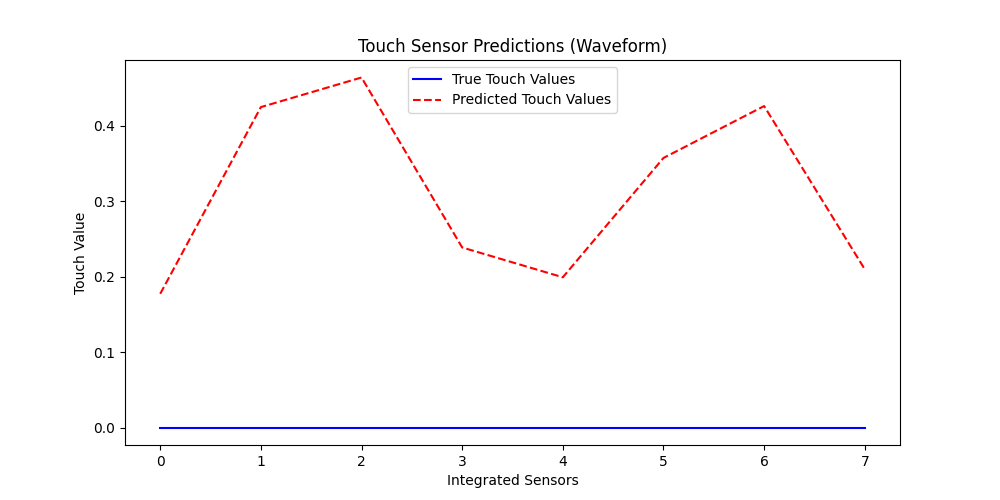 Touch Sensor Predictions (Waveform)
True Touch Values
Predicted Touch Values
Touch Value
0.4
0.3
0.2
0.1
0.0
0 1 2 3 4 5 6 7
Integrated Sensors